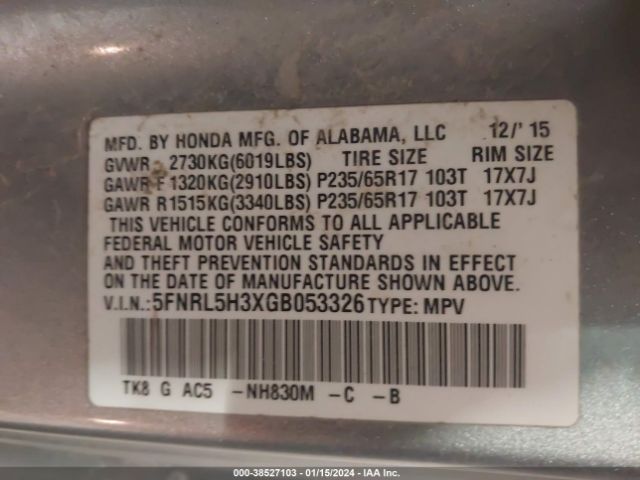 MFD. BY HONDA MFG. OF ALABAMA, LLC 12/' 15
GVWR 2730KG(6019LBS) TIRE SIZE RIM SIZE
GAWR F 1320KG(2910LBS) P235/65R17 103T 17X7J
GAWR R1515KG(3340LBS) P235/65R17 103T 17X7J
THIS VEHICLE CONFORMS TO ALL APPLICABLE
FEDERAL MOTOR VEHICLE SAFETY
AND THEFT PREVENTION STANDARDS IN EFFECT
ON THE DATE OF MANUFACTURE SHOWN ABOVE.
V.I.N.:5FNRL5H3XGB053326 TYPE: MPV
TK8 G AC5 -NH830M -C -B
000-38527103 - 01/15/2024 - IAA Inc.